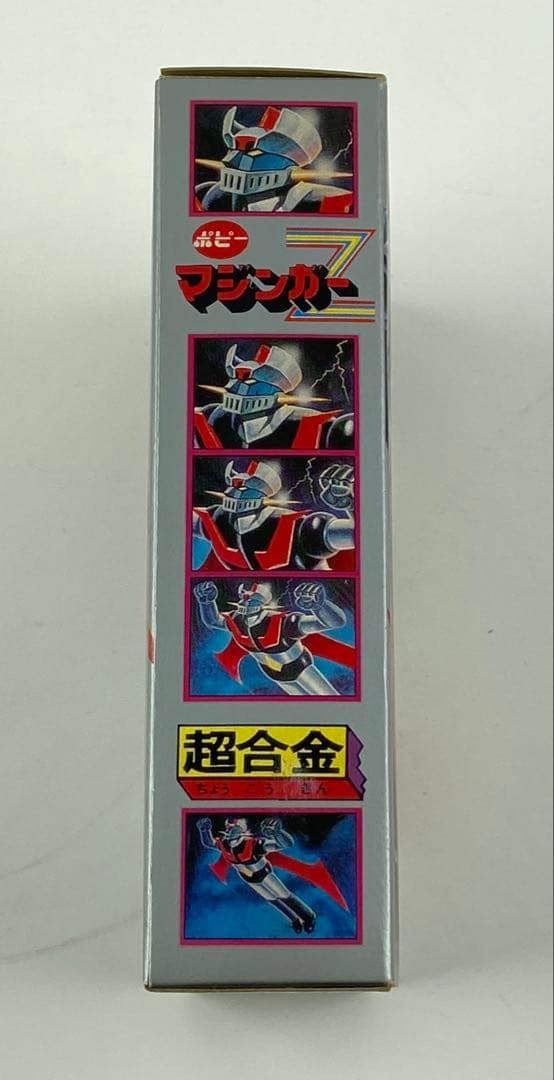 ポピー
マジンガーZ
超合金
ちょうごうきん